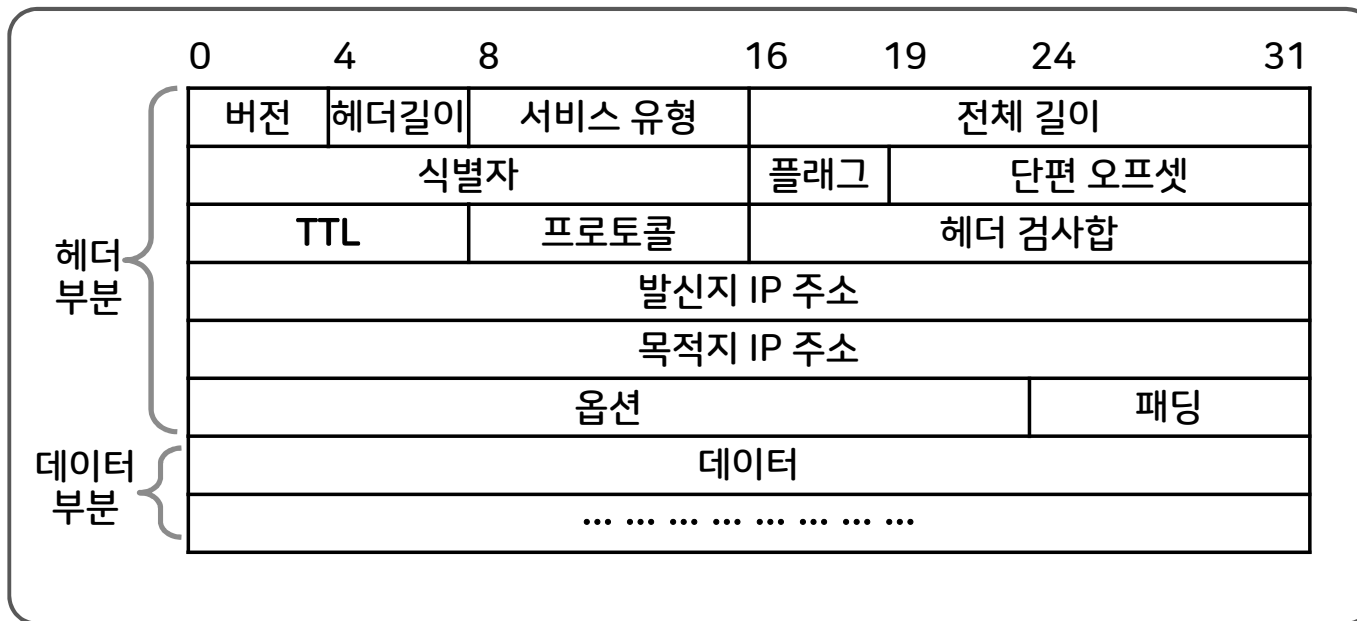 0 4 8 16 19 24 31
버전 헤더길이 서비스 유형 전체 길이
식별자 플래그 단편 오프셋
TTL 프로토콜 헤더 검사합
헤더
부분
발신지 IP 주소
목적지 IP 주소
옵션 패딩
데이터
부분
데이터
... ... ... ... ... ... ... ...